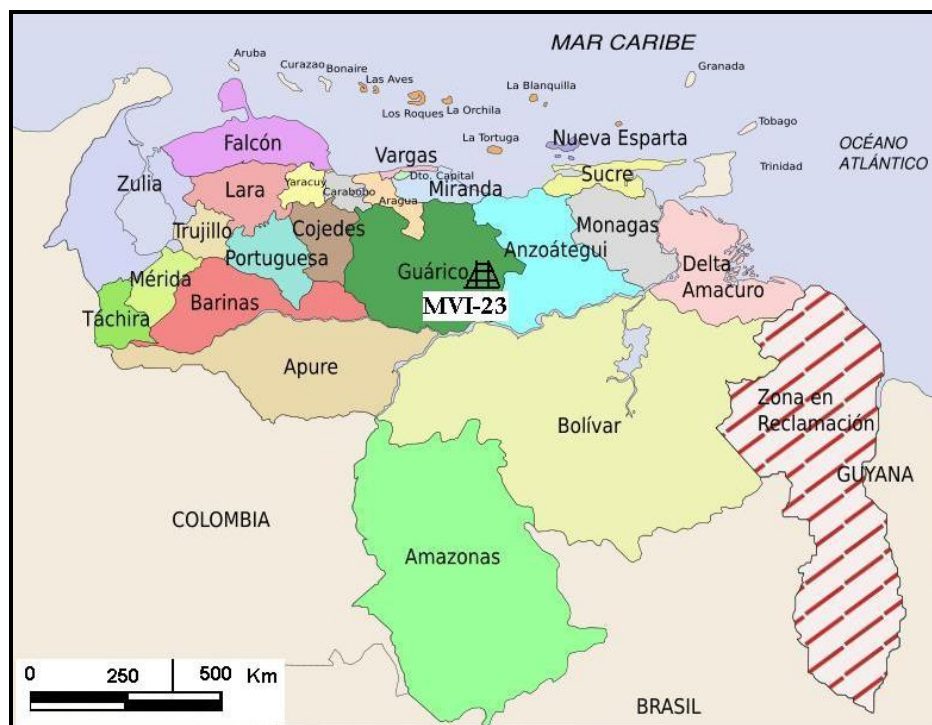 MAR CARIBE
Aruba
Curazao
Bonaire
Las Aves
Los Roques
La Orchila
La Blanquilla
Granada
La Tortuga
Nueva Esparta
Tobago
OCÉANO
ATLÁNTICO
Trinidad
Falcón
Vargas
Dto. Capital
Sucre
Zulia
Lara
Yaracuy
Carabobo
Miranda
Aragua
Trujillo
Cojedes
Monagas
Portuguesa
Guárico
Anzoátegui
Delta
Amacuro
Mérida
Barinas
MVI-23
Táchira
Apure
Zona en
Reclamación
Bolívar
GUYANA
COLOMBIA
Amazonas
BRASIL
0 250 500 Km